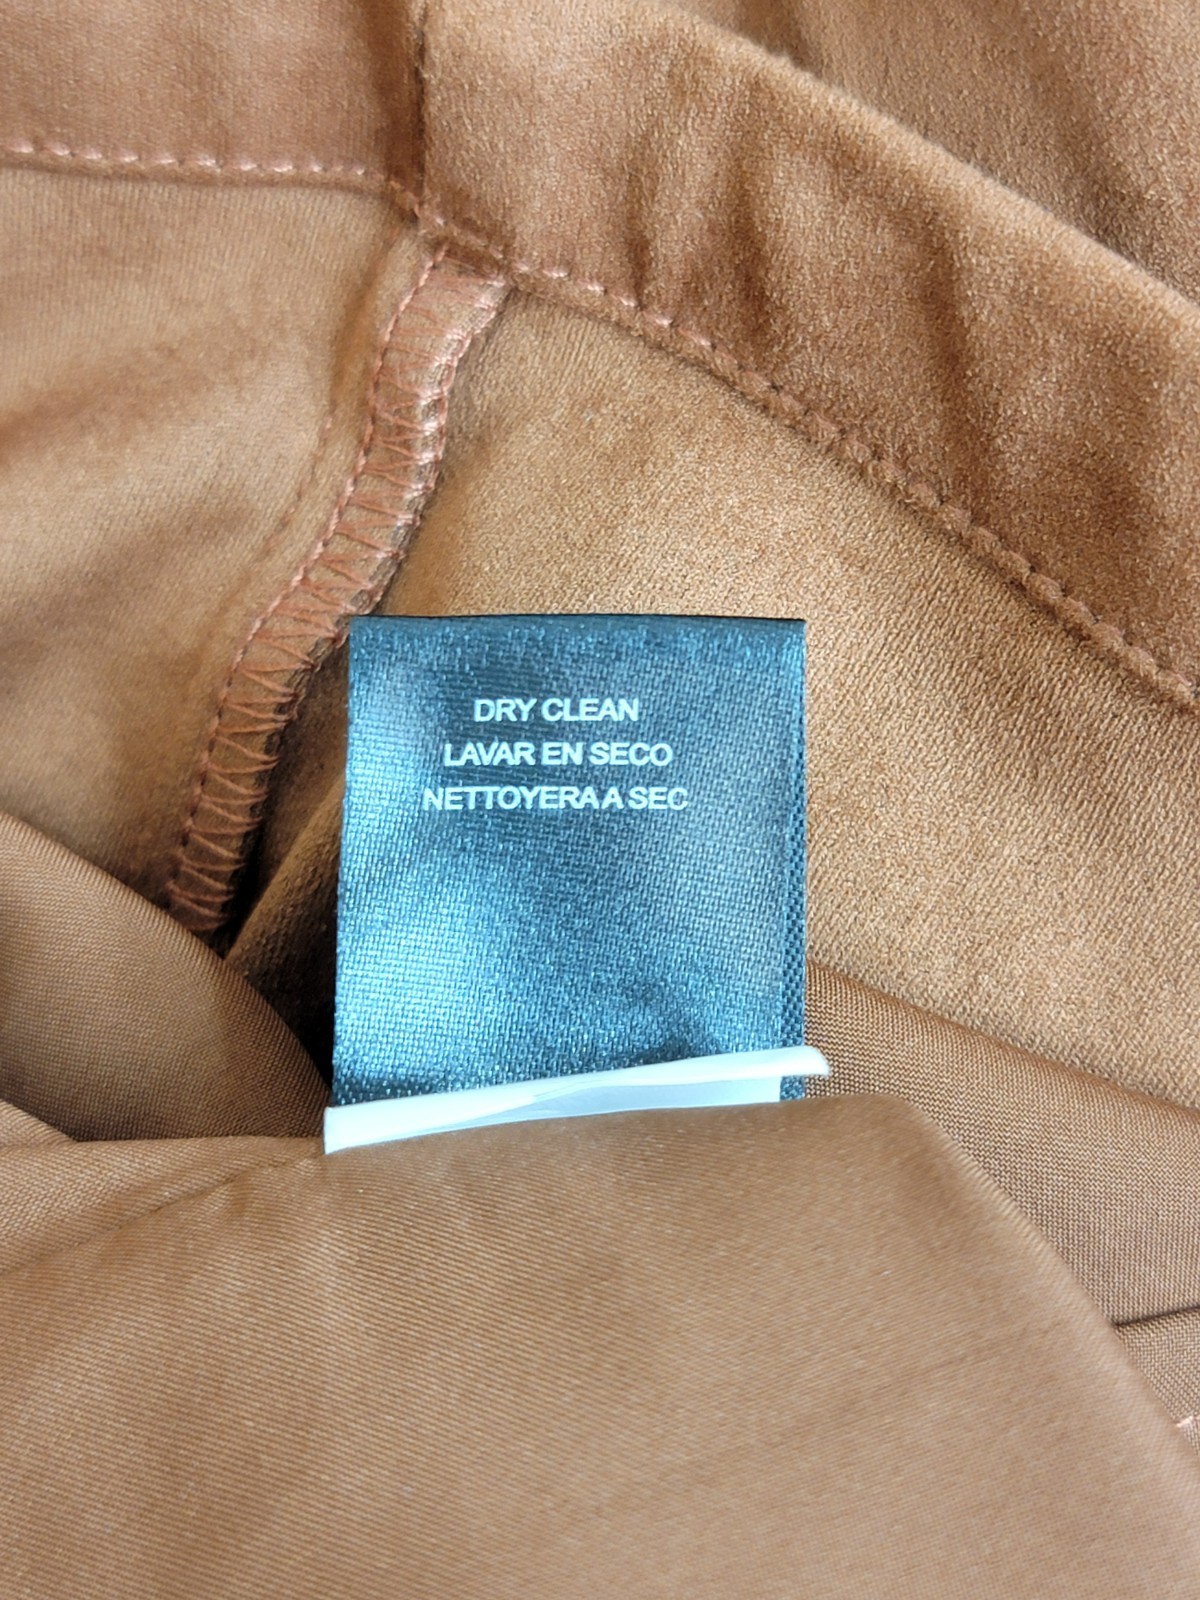 DRY CLEAN
LAVAR EN SECO
NETTOYERA A SEC